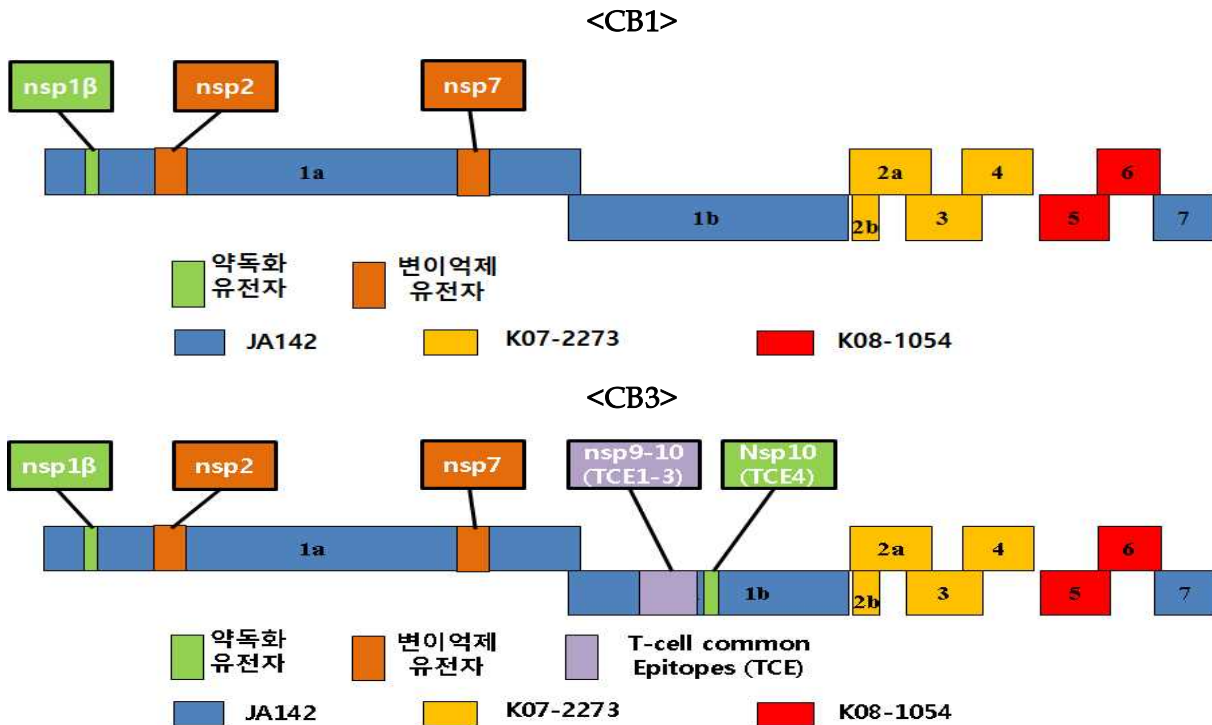 <CB1>
nsp1β nsp2 nsp7
1a 2a 4 6
1b 2b 3 5 7
약독화 변이억제
유전자 유전자
JA142 K07-2273 K08-1054
<CB3>
nsp1β nsp2 nsp7 nsp9-10 Nsp10
(TCE1-3) (TCE4)
1a 2a 4 6
1b 2b 3 5 7
약독화 변이억제 T-cell common
유전자 유전자 Epitopes (TCE)
JA142 K07-2273 K08-1054